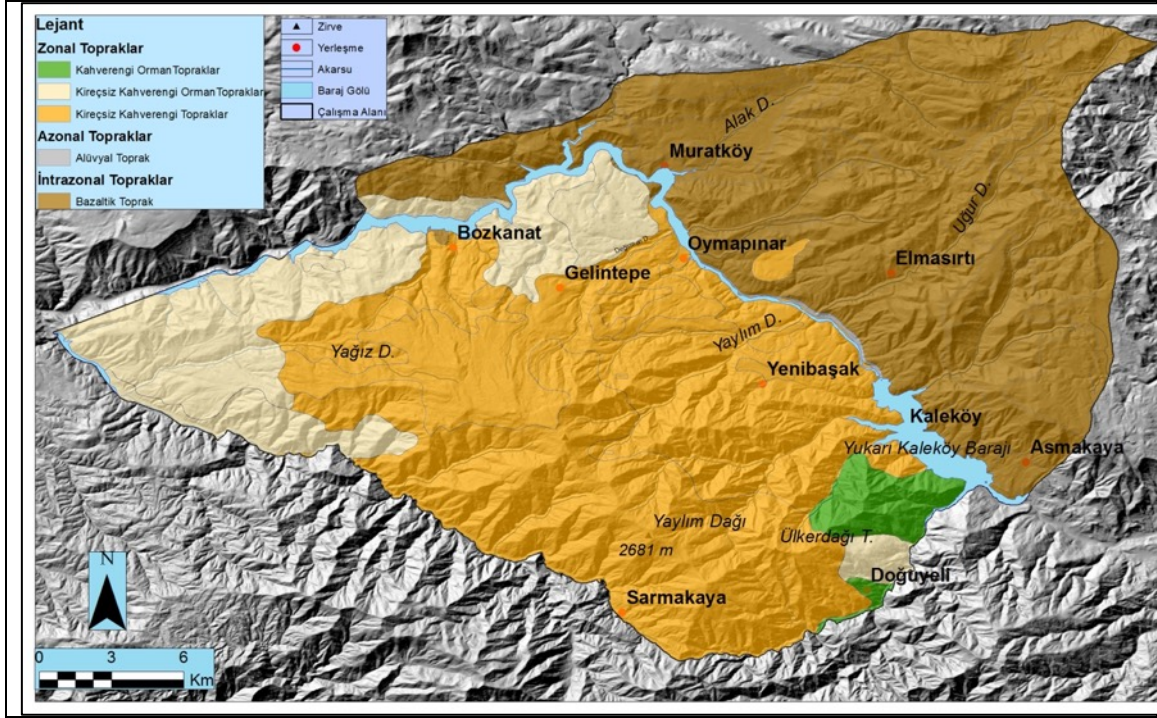 Lejant
Zonal Topraklar
Kahverengi Orman Topraklar
Kireçsiz Kahverengi Orman Topraklar
Kireçsiz Kahverengi Topraklar
Azonal Topraklar
Alüvyal Toprak
İntrazonal Topraklar
Bazaltik Toprak
Zirve
Yerleşme
Akarsu
Baraj Gölü
Çalışma Alanı
Alak D.
Muratköy
Uğur D.
Bozkanat
Oymapınar
Elmasırtı
Gelintepe
Yaylım D.
Yağız D.
Yenibaşak
Kaleköy
Yukarı Kaleköy Barajı
Asmakaya
Yaylım Dağı
2681 m
Ülkerdağı T.
Doğuyeli
Sarmakaya
N
0 3 6
Km